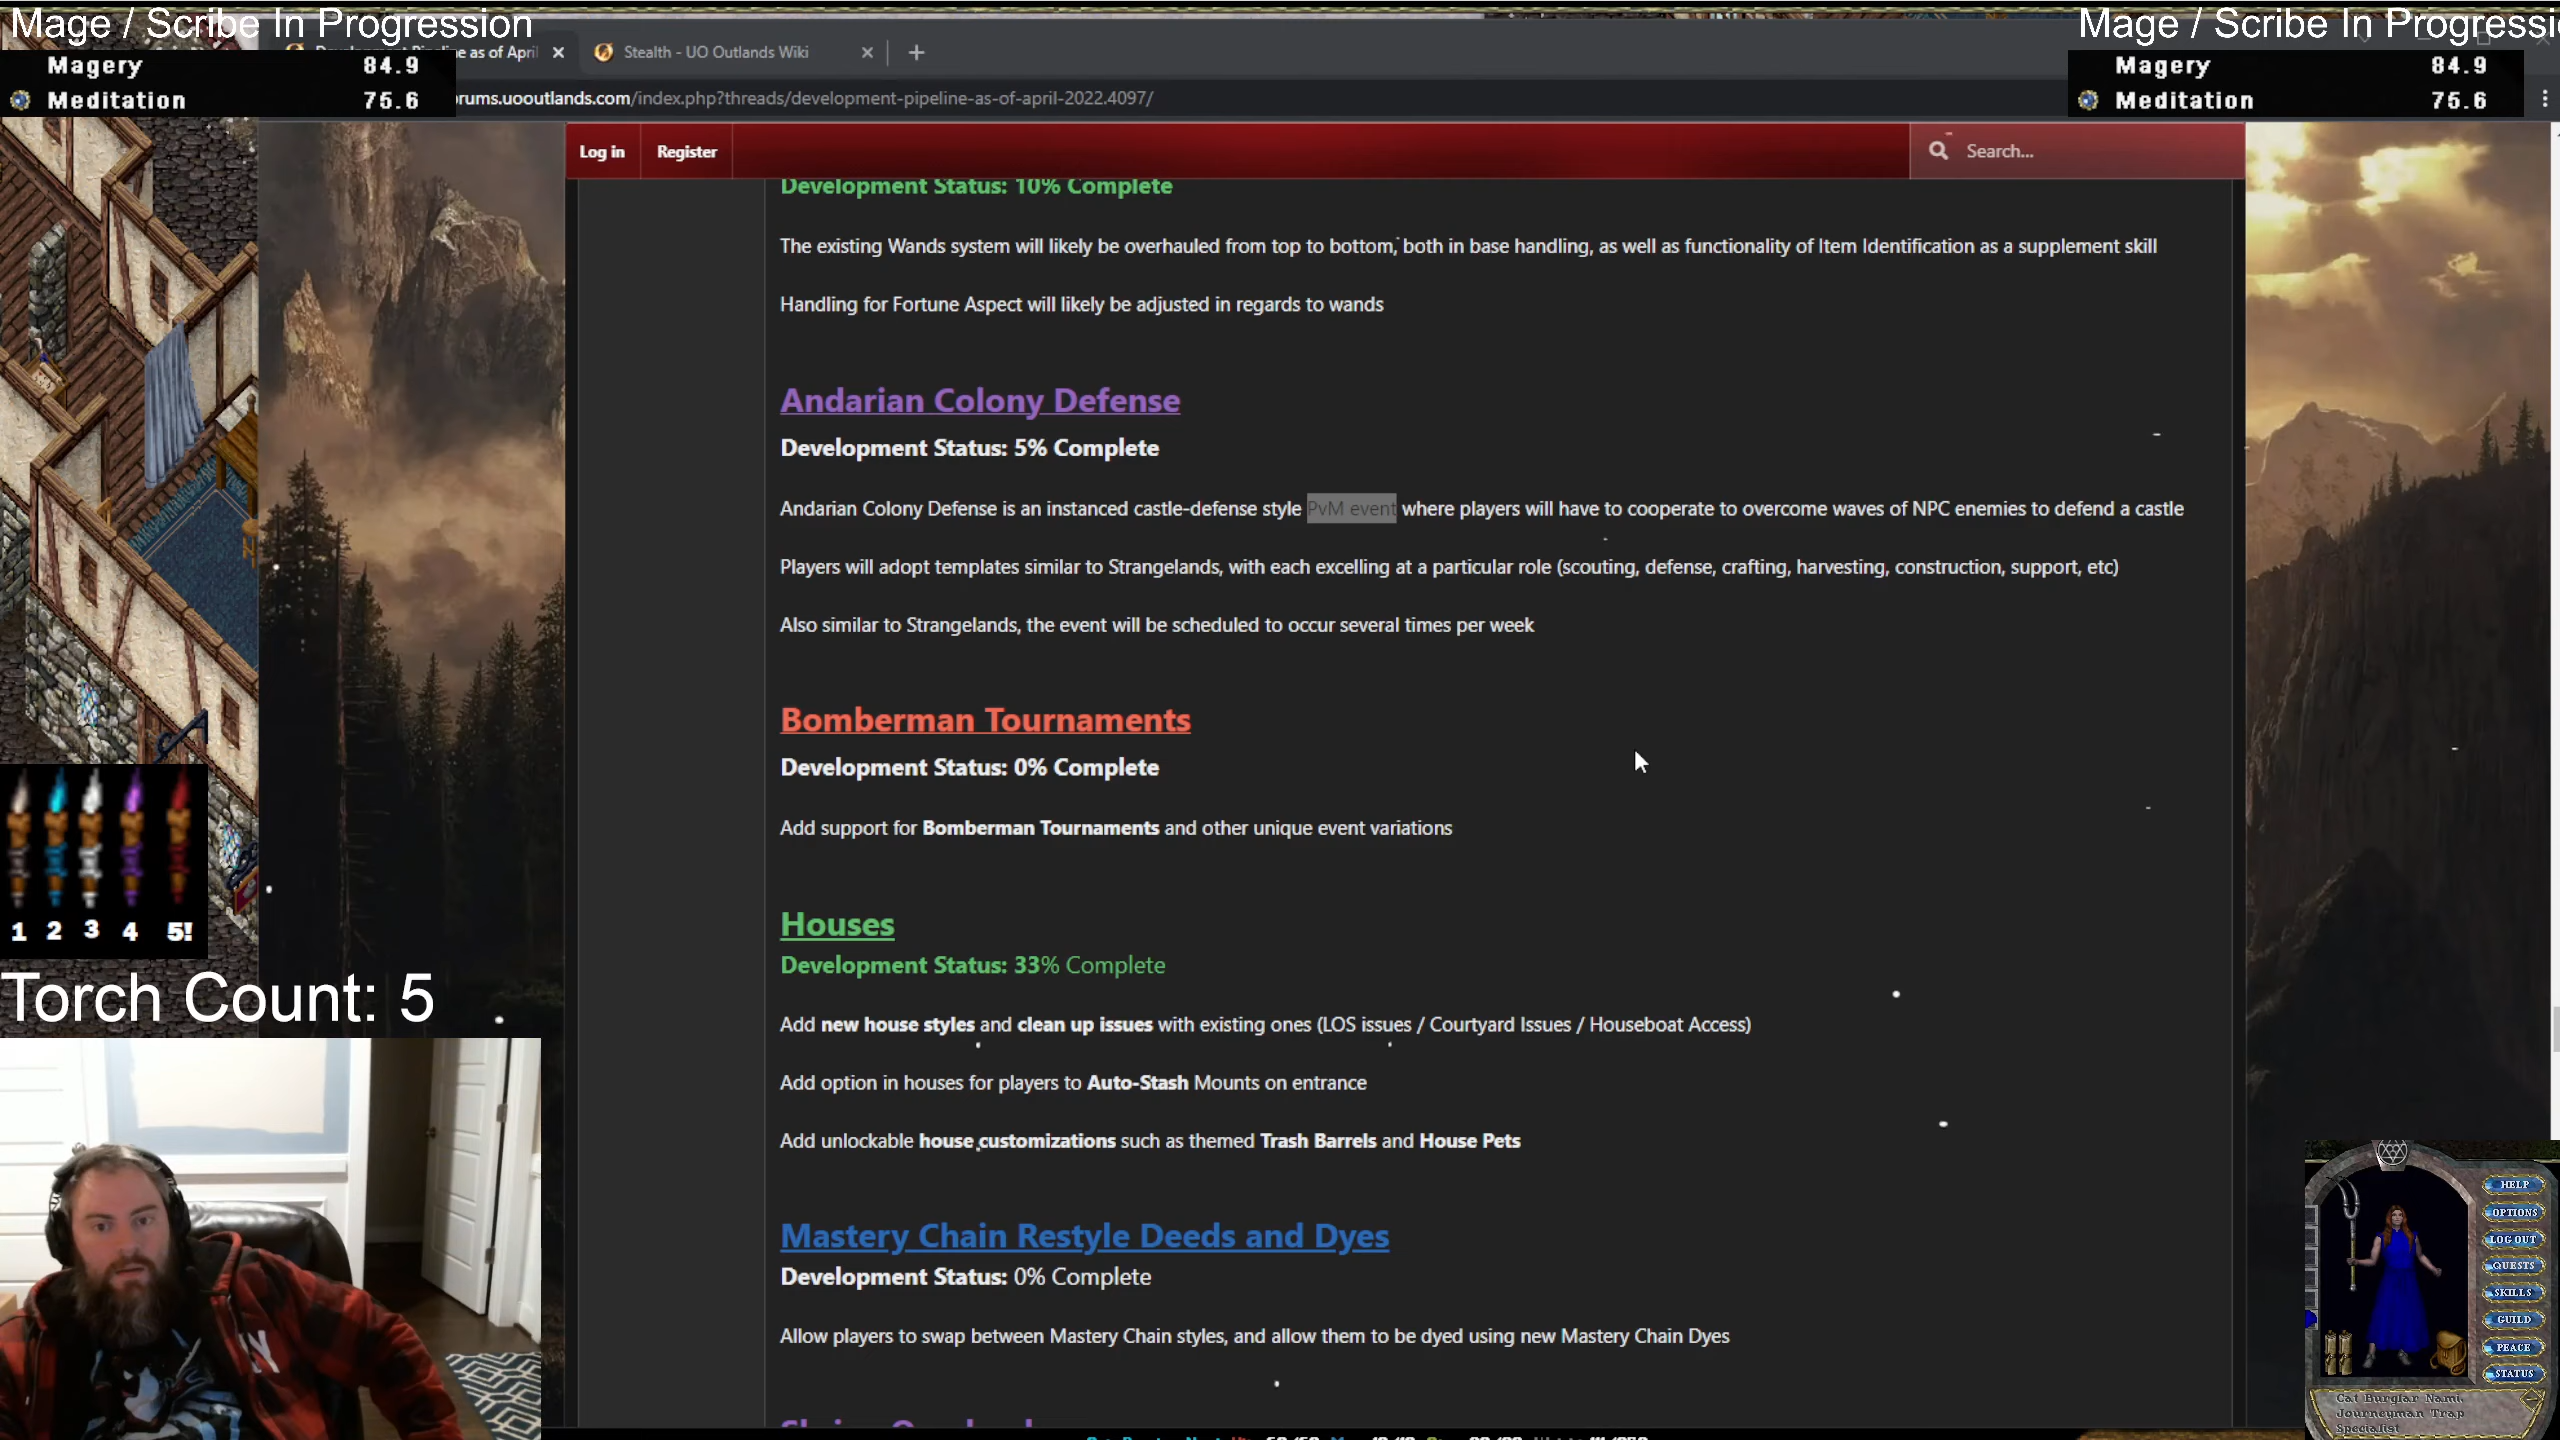 Mage / Scribe In Progression
Magery 84.9
Meditation 75.6
Mage / Scribe In Progressi
Magery 84.9
Meditation 75.6
as of April
Stealth - UO Outlands Wiki
rums.uooutlands.com/index.php?threads/development-pipeline-as-of-april-2022.4097/
Log in
Register
Search...
Development Status: 10% Complete
The existing Wands system will likely be overhauled from top to bottom, both in base handling, as well as functionality of Item Identification as a supplement skill
Handling for Fortune Aspect will likely be adjusted in regards to wands
Andarian Colony Defense
Development Status: 5% Complete
Andarian Colony Defense is an instanced castle-defense style PvM event where players will have to cooperate to overcome waves of NPC enemies to defend a castle
Players will adopt templates similar to Strangelands, with each excelling at a particular role (scouting, defense, crafting, harvesting, construction, support, etc)
Also similar to Strangelands, the event will be scheduled to occur several times per week
Bomberman Tournaments
Development Status: 0% Complete
Add support for Bomberman Tournaments and other unique event variations
Houses
Development Status: 33% Complete
Add new house styles and clean up issues with existing ones (LOS issues / Courtyard Issues / Houseboat Access)
Add option in houses for players to Auto-Stash Mounts on entrance
Add unlockable house customizations such as themed Trash Barrels and House Pets
Mastery Chain Restyle Deeds and Dyes
Development Status: 0% Complete
Allow players to swap between Mastery Chain styles, and allow them to be dyed using new Mastery Chain Dyes
1 2 3 4 5!
Torch Count: 5
HELP
OPTIONS
LOG OUT
QUESTS
SKILLS
GUILD
PEACE
STATUS
Cat Burglar Nami,
Journeyman Trap
Specialist